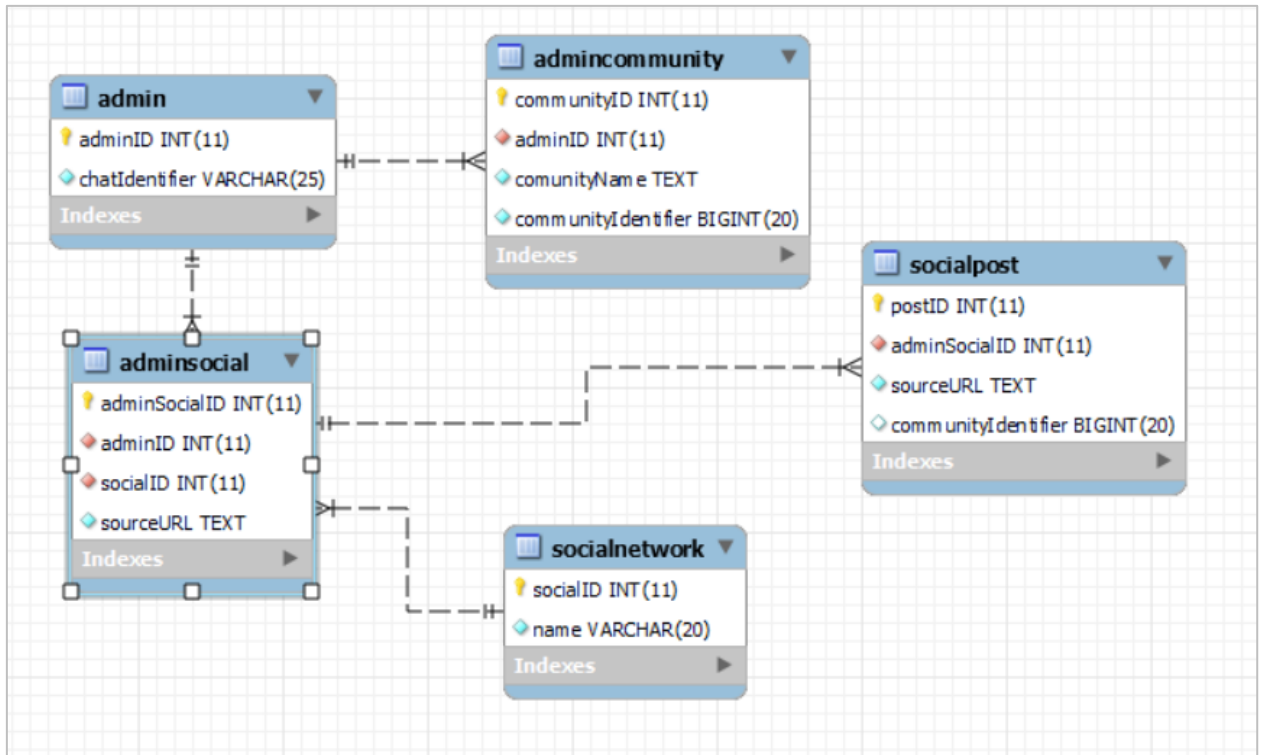 admin
adminID INT(11)
chatIdentifier VARCHAR(25)
Indexes
admincommunity
communityID INT(11)
adminID INT(11)
comunityName TEXT
communityIdentifier BIGINT(20)
Indexes
adminsocial
adminSocialID INT(11)
adminID INT(11)
socialID INT(11)
sourceURL TEXT
Indexes
socialpost
postID INT(11)
adminSocialID INT(11)
sourceURL TEXT
communityIdentifier BIGINT(20)
Indexes
socialnetwork
socialID INT(11)
name VARCHAR(20)
Indexes